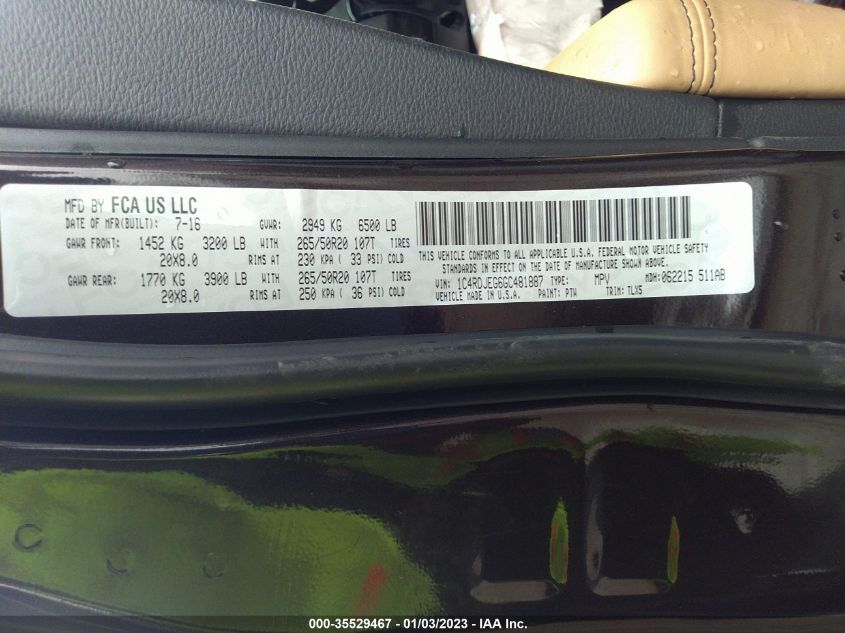 MFD BY FCA US LLC
DATE OF MFR(BUILT): 7-16 GVWR: 2949 KG 6500 LB
GAWR FRONT: 1452 KG 3200 LB WITH 265/50R20 107T TIRES
20X8.0 RIMS AT 230 KPA ( 33 PSI) COLD
GAWR REAR: 1770 KG 3900 LB WITH 265/50R20 107T TIRES
20X8.0 RIMS AT 250 KPA ( 36 PSI) COLD
THIS VEHICLE CONFORMS TO ALL APPLICABLE U.S.A. FEDERAL MOTOR VEHICLE SAFETY
STANDARDS IN EFFECT ON THE DATE OF MANUFACTURE SHOWN ABOVE.
VIN: 1C4RDJEG6GC481887 TYPE: MPV MDH: 062215 511AB
PAINT: PTW TRIM: TLX5
000-35529467 - 01/03/2023 - IAA Inc.